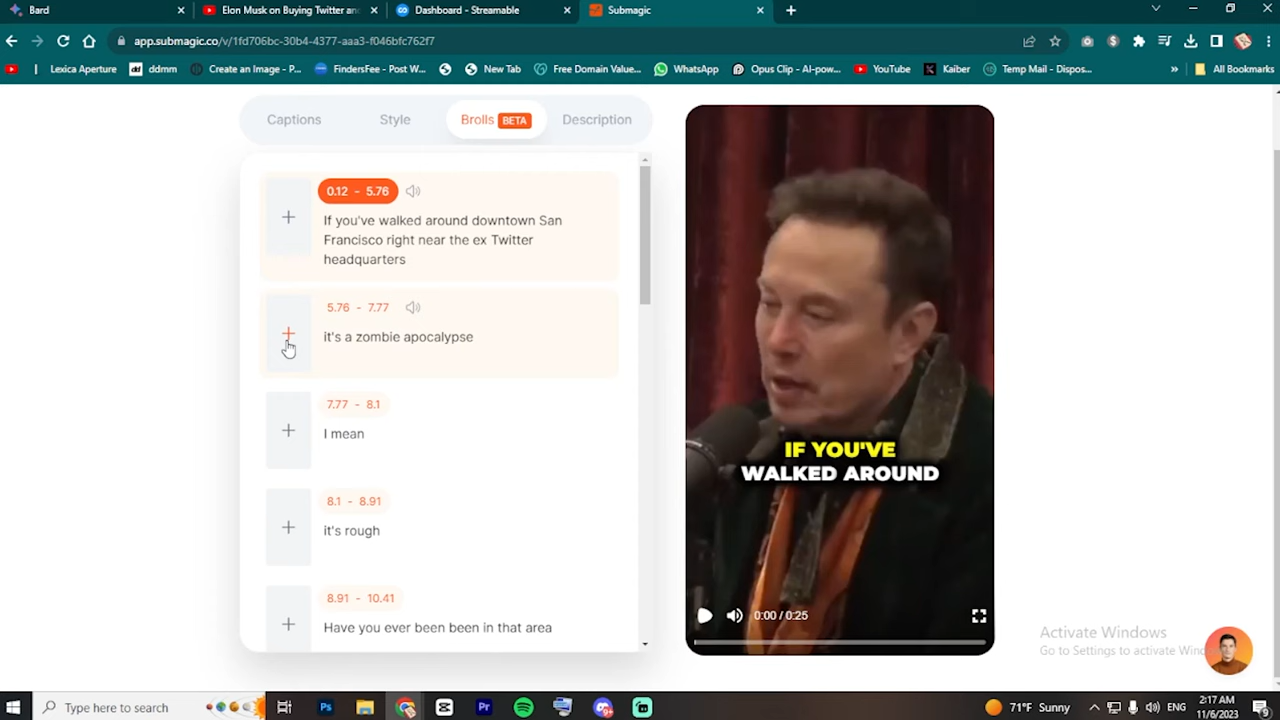 Bard
Elon Musk on Buying Twitter and
Dashboard - Streamable
Submagic
app.submagic.co/v/1fd706bc-30b4-4377-aaa3-f046bfc762f7
Lexica Aperture
dd ddmm
Create an Image - P...
FindersFee - Post W...
New Tab
Free Domain Value...
WhatsApp
Opus Clip - AI-pow...
YouTube
Kaiber
Temp Mail - Dispos...
»
All Bookmarks
Captions
Style
Brolls BETA
Description
0.12 - 5.76
If you've walked around downtown San
Francisco right near the ex Twitter
headquarters
5.76 - 7.77
it's a zombie apocalypse
7.77 - 8.1
I mean
8.1 - 8.91
it's rough
8.91 - 10.41
Have you ever been been in that area
IF YOU'VE
WALKED AROUND
0:00 / 0:25
Activate Windows
Go to Settings to activate
Type here to search
Ps
Pr
71°F Sunny
ENG
2:17 AM
11/6/2023
9